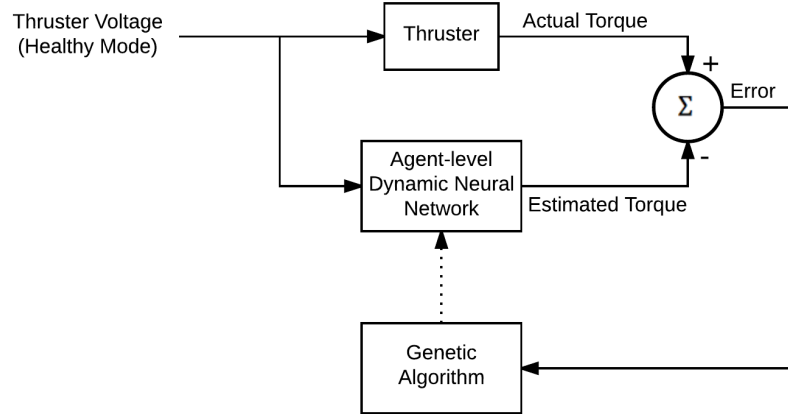 Thruster Voltage
(Healthy Mode)
Thruster
Actual Torque
+
Σ
Error
-
Agent-level
Dynamic Neural
Network
Estimated Torque
Genetic
Algorithm